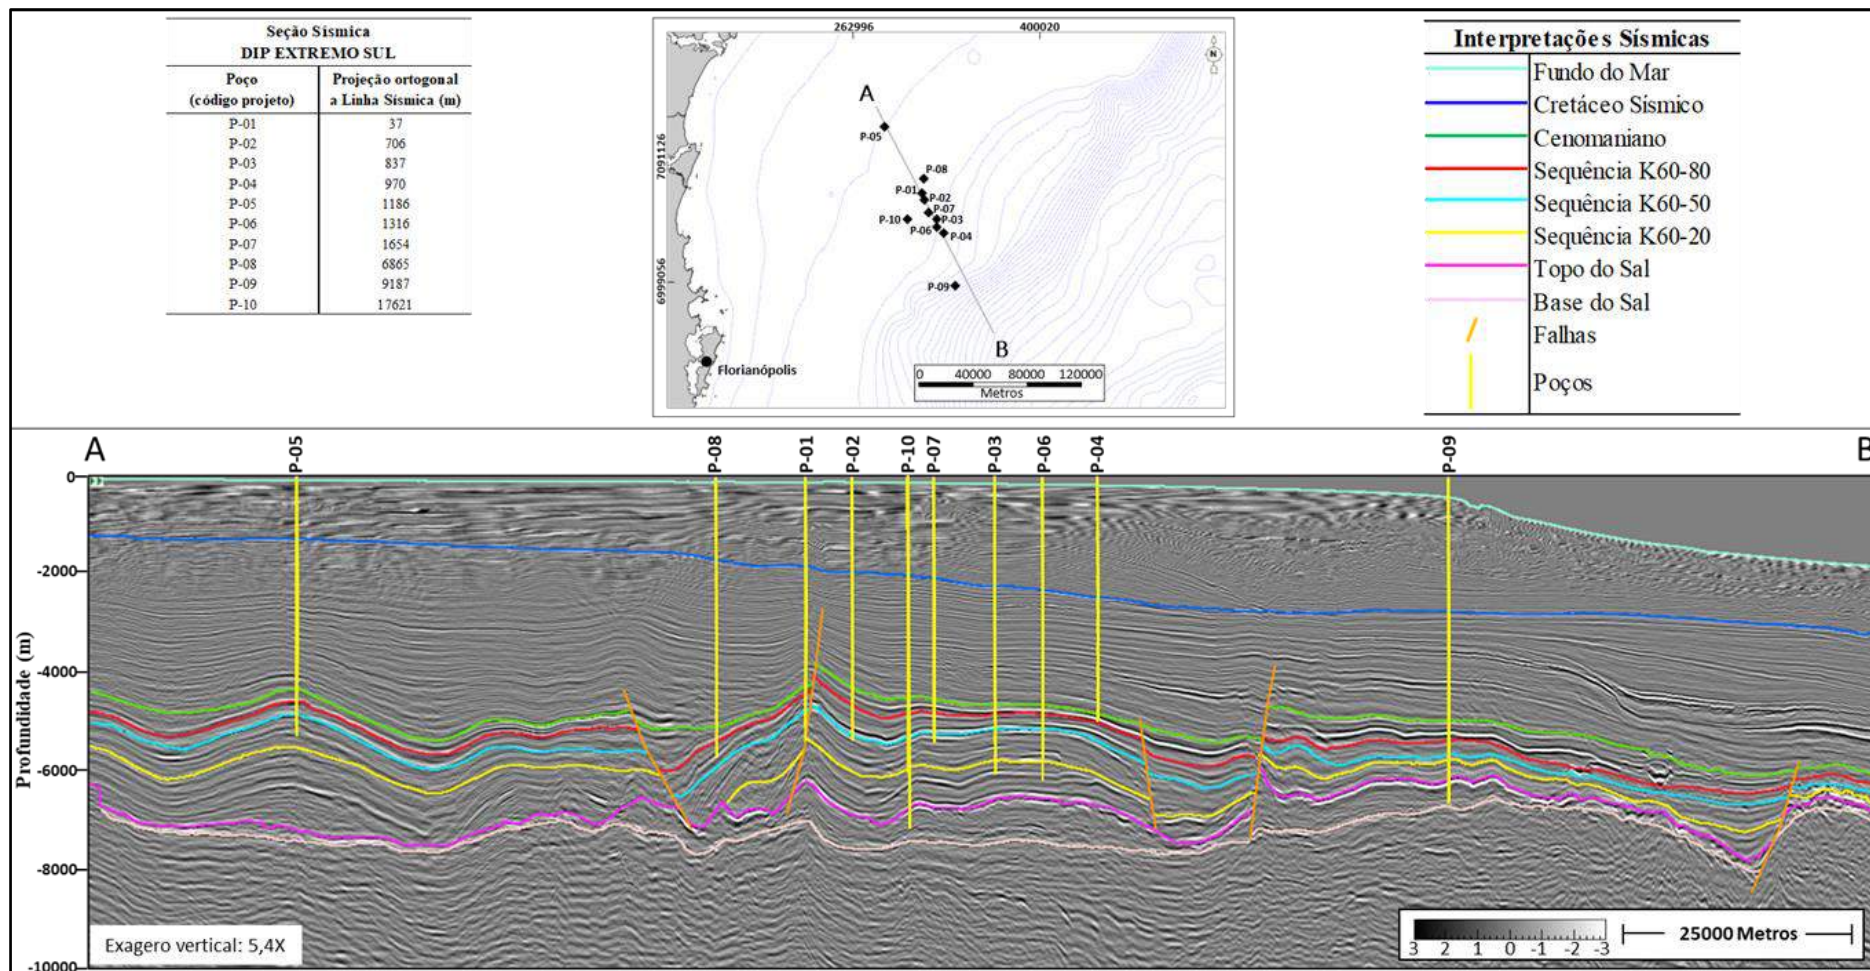 Seção Sísmica
DIP EXTREMO SUL
Poço
(código projeto)
Projeção ortogonal
a Linha Sísmica (m)
P-01 37
P-02 706
P-03 837
P-04 970
P-05 1186
P-06 1316
P-07 1654
P-08 6865
P-09 9187
P-10 17621
262996 400020
7091126
6999056
A
P-05
P-08
P-01
P-02
P-07
P-10
P-03
P-06
P-04
P-09
B
N
Florianópolis
0 40000 80000 120000
Metros
Interpretações Sísmicas
Fundo do Mar
Cretáceo Sísmico
Cenomaniano
Sequência K60-80
Sequência K60-50
Sequência K60-20
Topo do Sal
Base do Sal
Falhas
Poços
A B
P-05 P-08 P-01 P-02 P-10 P-07 P-03 P-06 P-04 P-09
Profundidade (m)
0
-2000
-4000
-6000
-8000
-10000
Exagero vertical: 5,4X
3 2 1 0 -1 -2 -3
25000 Metros